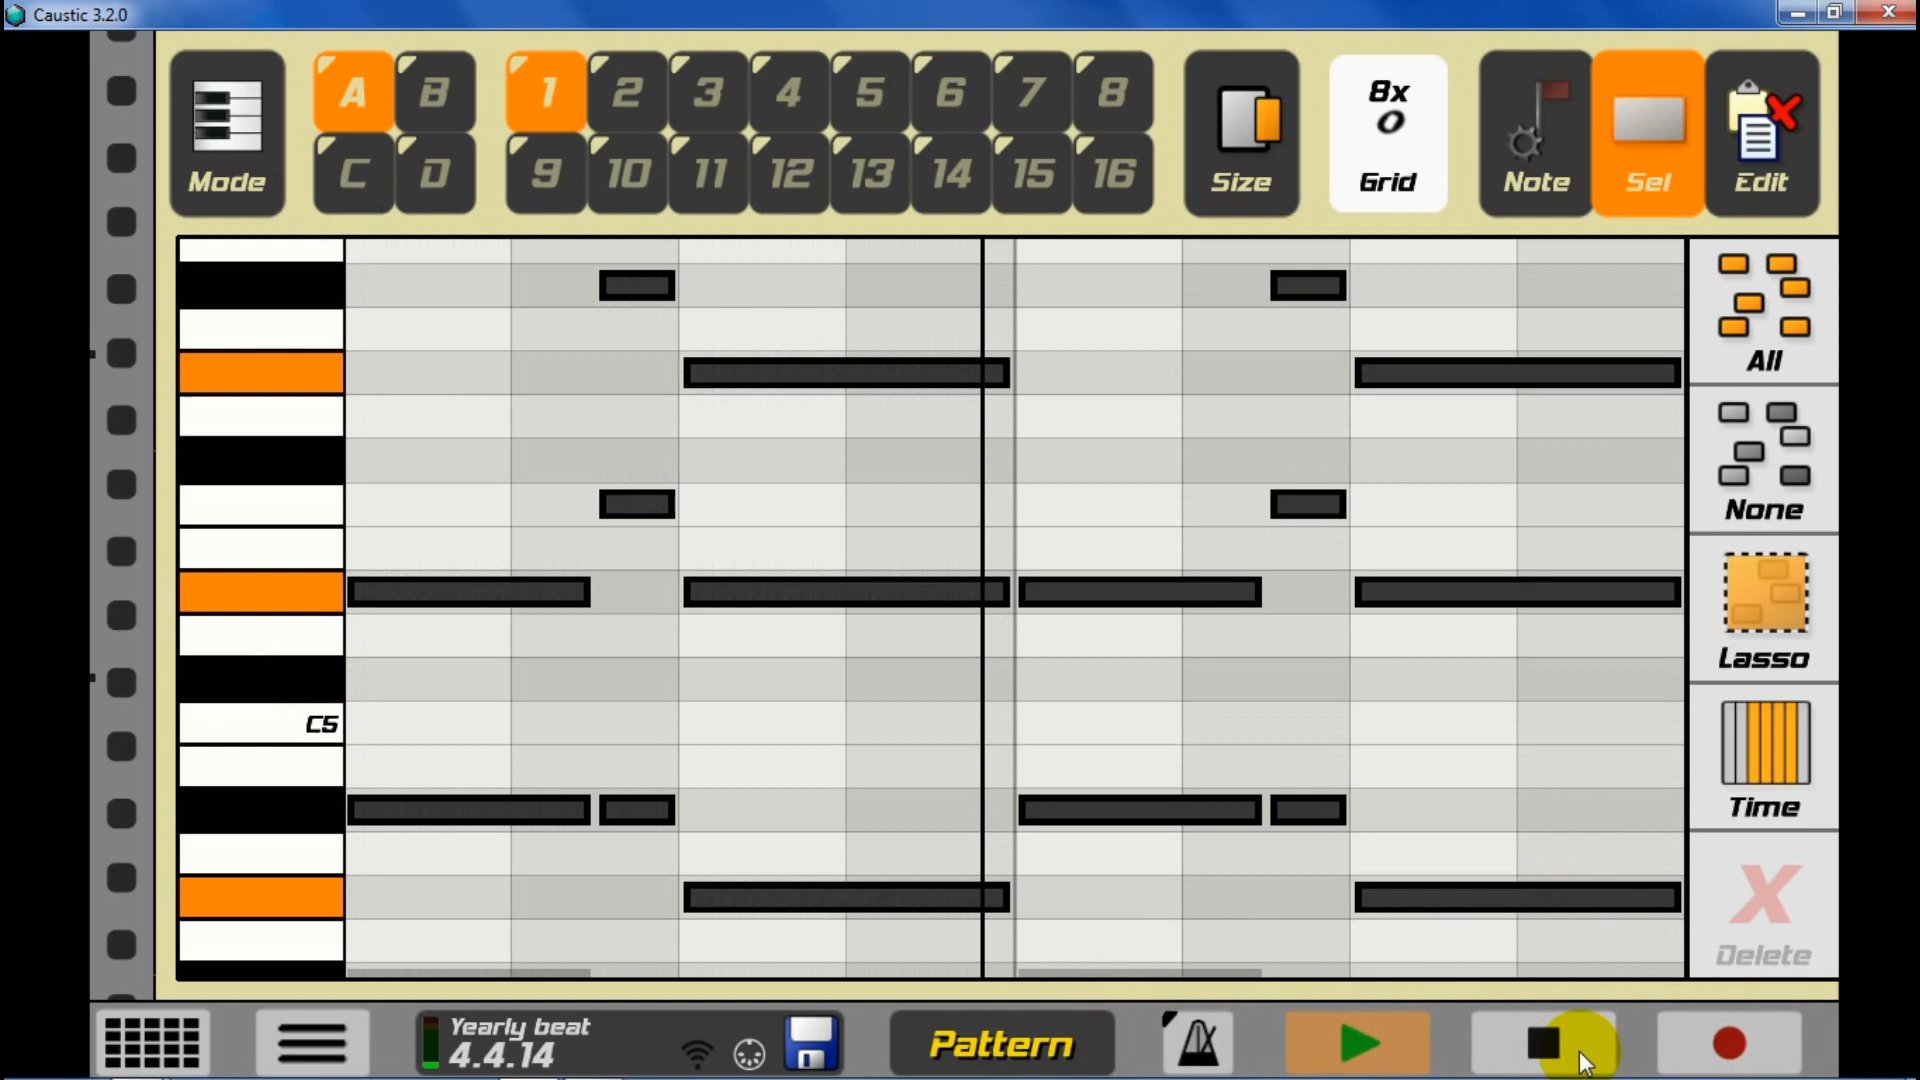 Caustic 3.2.0
Mode
A B 1 2 3 4 5 6 7 8
C D 9 10 11 12 13 14 15 16
Size
8x
Grid
Note
Sel
Edit
All
None
Lasso
C5
Time
Delete
Yearly beat
4.4.14
Pattern